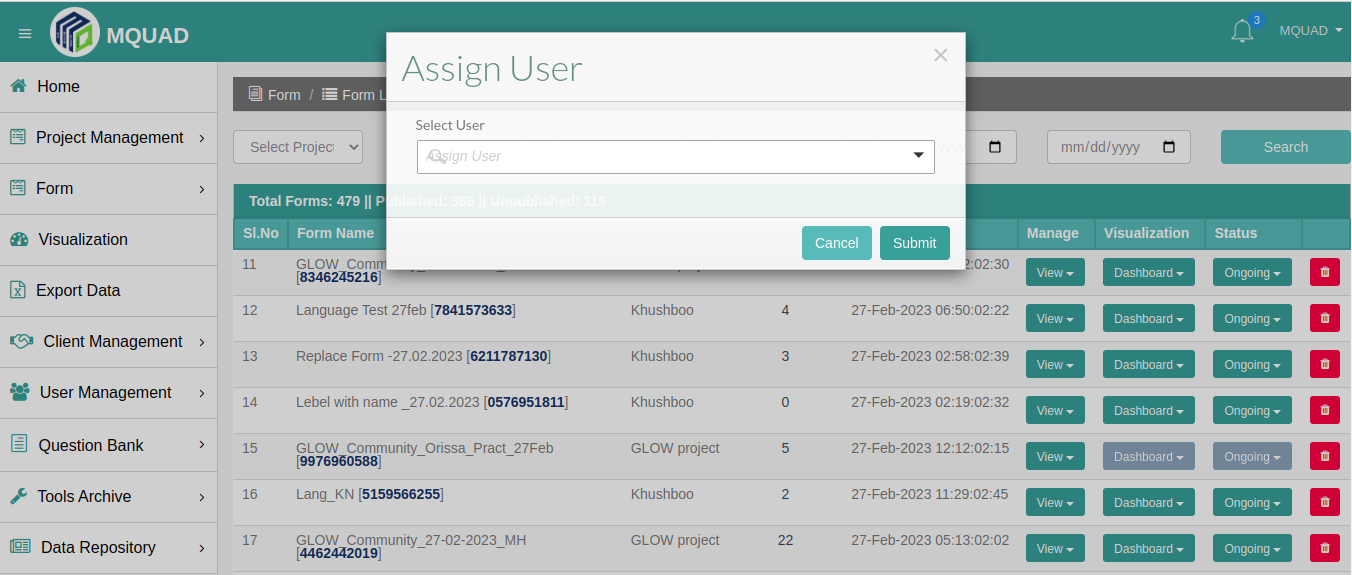 MQUAD
3
MQUAD
Home
Project Management
Form
Visualization
Export Data
Client Management
User Management
Question Bank
Tools Archive
Data Repository
Form / Form L
Assign User
×
Select User
Assign User
Cancel
Submit
Select Project
yyyy
mm/dd/yyyy
Search
Total Forms: 479 || Published: 366 || Unpublished: 119
Sl.No Form Name Manage Visualization Status
11 GLOW_Community_ 2:02:30 View Dashboard Ongoing
[8346245216]
12 Language Test 27feb [7841573633] Khushboo 4 27-Feb-2023 06:50:02:22 View Dashboard Ongoing
13 Replace Form -27.02.2023 [6211787130] Khushboo 3 27-Feb-2023 02:58:02:39 View Dashboard Ongoing
14 Lebel with name _27.02.2023 [0576951811] Khushboo 0 27-Feb-2023 02:19:02:32 View Dashboard Ongoing
15 GLOW_Community_Orissa_Pract_27Feb GLOW project 5 27-Feb-2023 12:12:02:15 View Dashboard Ongoing
[9976960588]
16 Lang_KN [5159566255] Khushboo 2 27-Feb-2023 11:29:02:45 View Dashboard Ongoing
17 GLOW_Community_27-02-2023_MH GLOW project 22 27-Feb-2023 05:13:02:02 View Dashboard Ongoing
[4462442019]